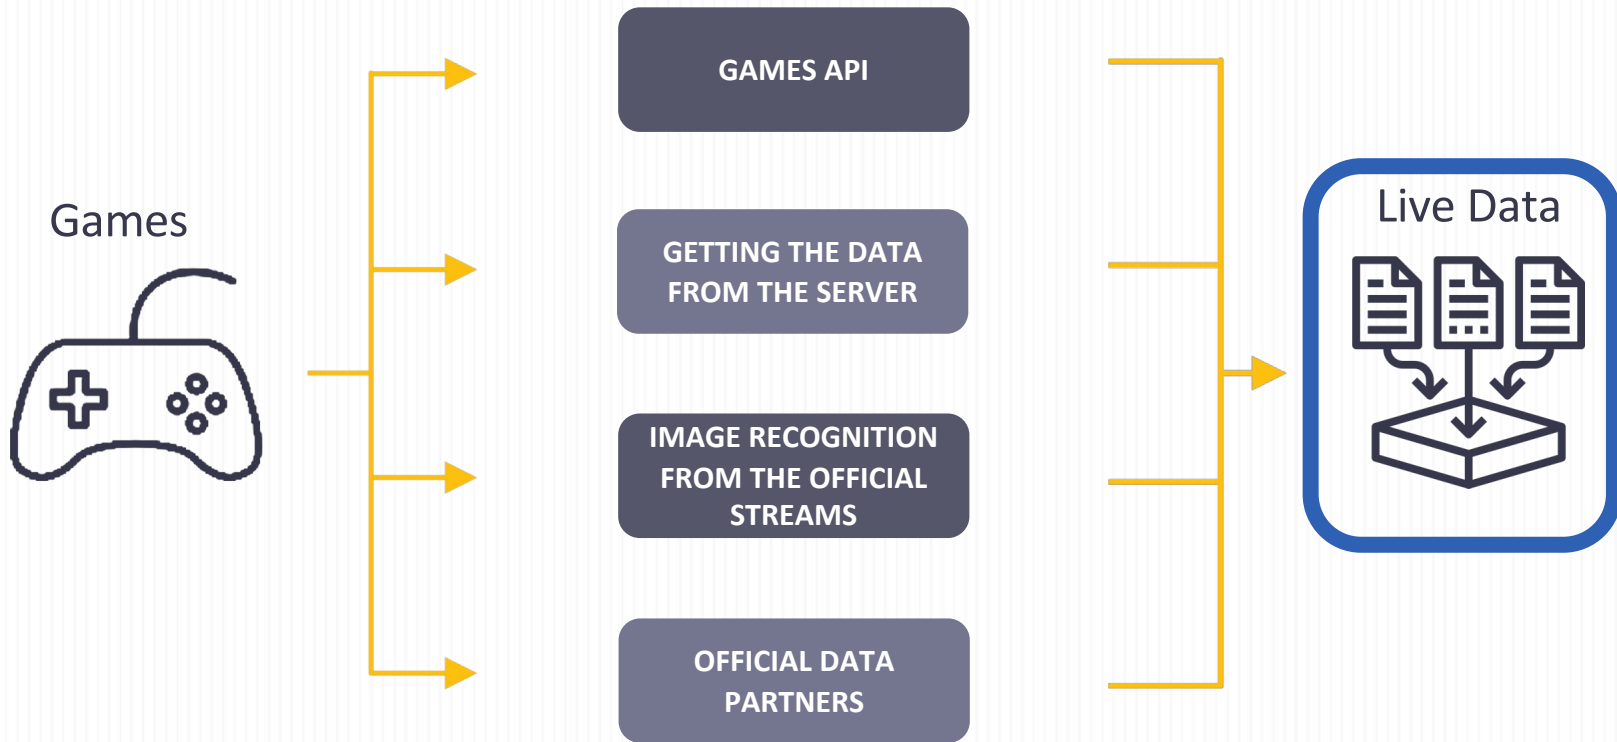 Games
GAMES API
GETTING THE DATA
FROM THE SERVER
IMAGE RECOGNITION
FROM THE OFFICIAL
STREAMS
OFFICIAL DATA
PARTNERS
Live Data